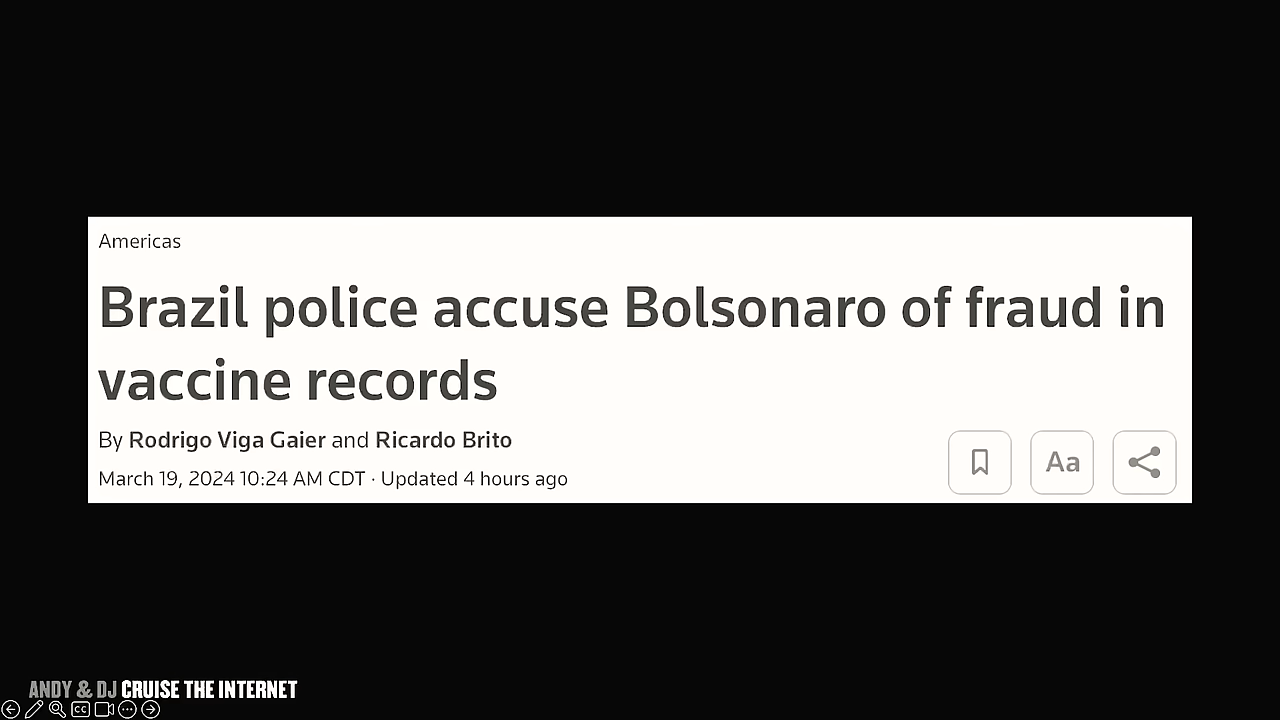 Americas
Brazil police accuse Bolsonaro of fraud in
vaccine records
By Rodrigo Viga Gaier and Ricardo Brito
March 19, 2024 10:24 AM CDT · Updated 4 hours ago
Aa
ANDY & DJ CRUISE THE INTERNET
CC